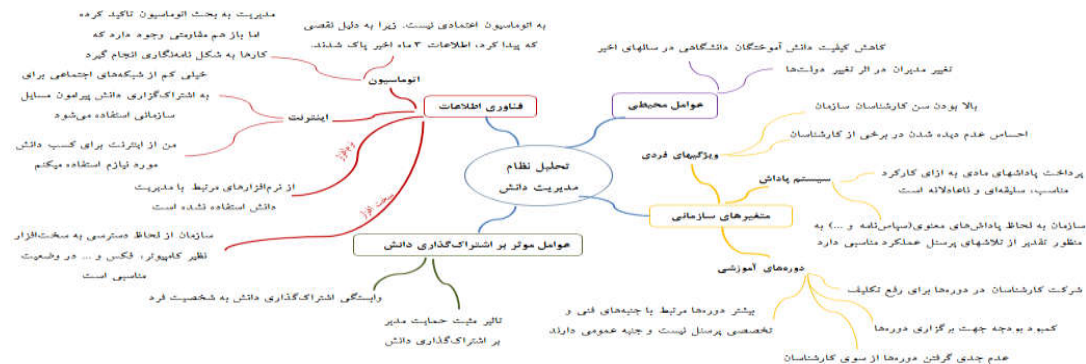 تحلیل نظام
مدیریت دانش
عوامل محیطی
کاهش کیفیت دانش آموختگان دانشگاهی در سالهای اخیر
تغییر مدیران در اثر تغییر دولت‌ها
متغیرهای سازمانی
ویژگیهای فردی
بالا بودن سن کارشناسان سازمان
احساس عدم دیده شدن در برخی از کارشناسان
سیستم پاداش
پرداخت پاداشهای مادی به ازای کارکرد
مناسب، سلیقه‌ای و ناعادلانه است
سازمان به لحاظ پاداش‌های معنوی(سپاس‌نامه و ...) به
منظور تقدیر از تلاشهای پرسنل عملکرد مناسبی دارد
دوره‌های آموزشی
شرکت کارشناسان در دوره‌ها برای رفع تکلیف
کمبود بودجه جهت برگزاری دوره‌ها
عدم جدی گرفتن دوره‌ها از سوی کارشناسان
بیشتر دوره‌ها مرتبط با جنبه‌های فنی و
تخصصی پرسنل نیست و جنبه عمومی دارند
فناوری اطلاعات
اتوماسیون
به اتوماسیون اعتمادی نیست. زیرا به دلیل نقصی
که پیدا کرد، اطلاعات ۳ ماه اخیر پاک شدند.
مدیریت به بحث اتوماسیون تاکید کرده
اما باز هم مقاومتی وجود دارد که
کارها به شکل نامه‌نگاری انجام گیرد
اینترنت
خیلی کم از شبکه‌های اجتماعی برای
به اشتراک‌گزاری دانش پیرامون مسایل
سازمانی استفاده می‌شود
من از اینترنت برای کسب دانش
مورد نیازم استفاده میکنم
نرم‌افزار
از نرم‌افزارهای مرتبط با مدیریت
دانش استفاده نشده است
سخت افزار
سازمان از لحاظ دسترسی به سخت‌افزار
نظیر کامپیوتر، فکس و ... در وضعیت
مناسبی است
عوامل موثر بر اشتراک‌گذاری دانش
وابستگی اشتراک‌گذاری دانش به شخصیت فرد
تاثیر مثبت حمایت مدیر
بر اشتراک‌گذاری دانش